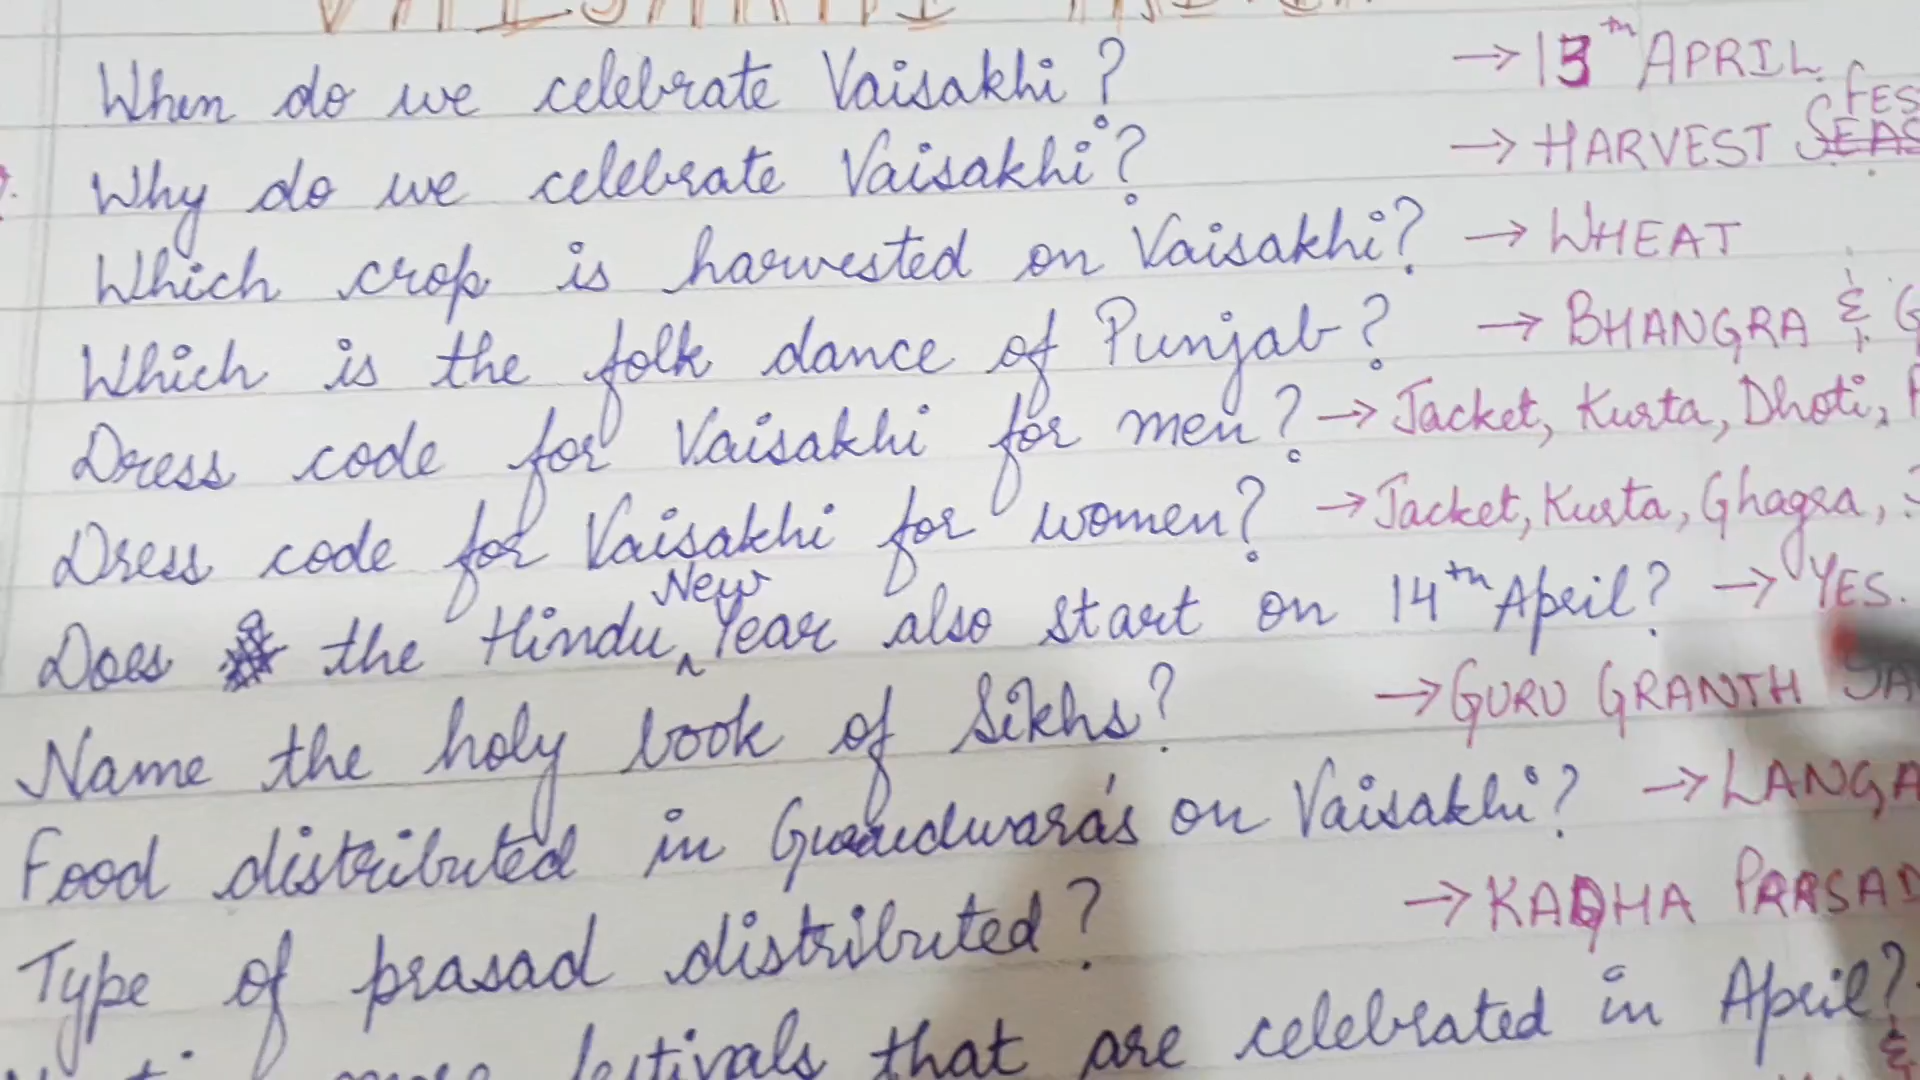 When do we celebrate Vaisakhi? → 13th APRIL
Why do we celebrate Vaisakhi? → HARVEST FES
Which crop is harvested on Vaisakhi? → WHEAT
Which is the folk dance of Punjab? → BHANGRA & G
Dress code for Vaisakhi for men? → Jacket, Kurta, Dhoti,
Dress code for Vaisakhi for women? → Jacket, Kurta, Ghagra,
Does the Hindu New Year also start on 14th April? → YES.
Name the holy book of Sikhs? → GURU GRANTH SA
Food distributed in Gurudwara's on Vaisakhi? → LANGA
Type of prasad distributed? → KADHA PRASAD
festivals that are celebrated in April?